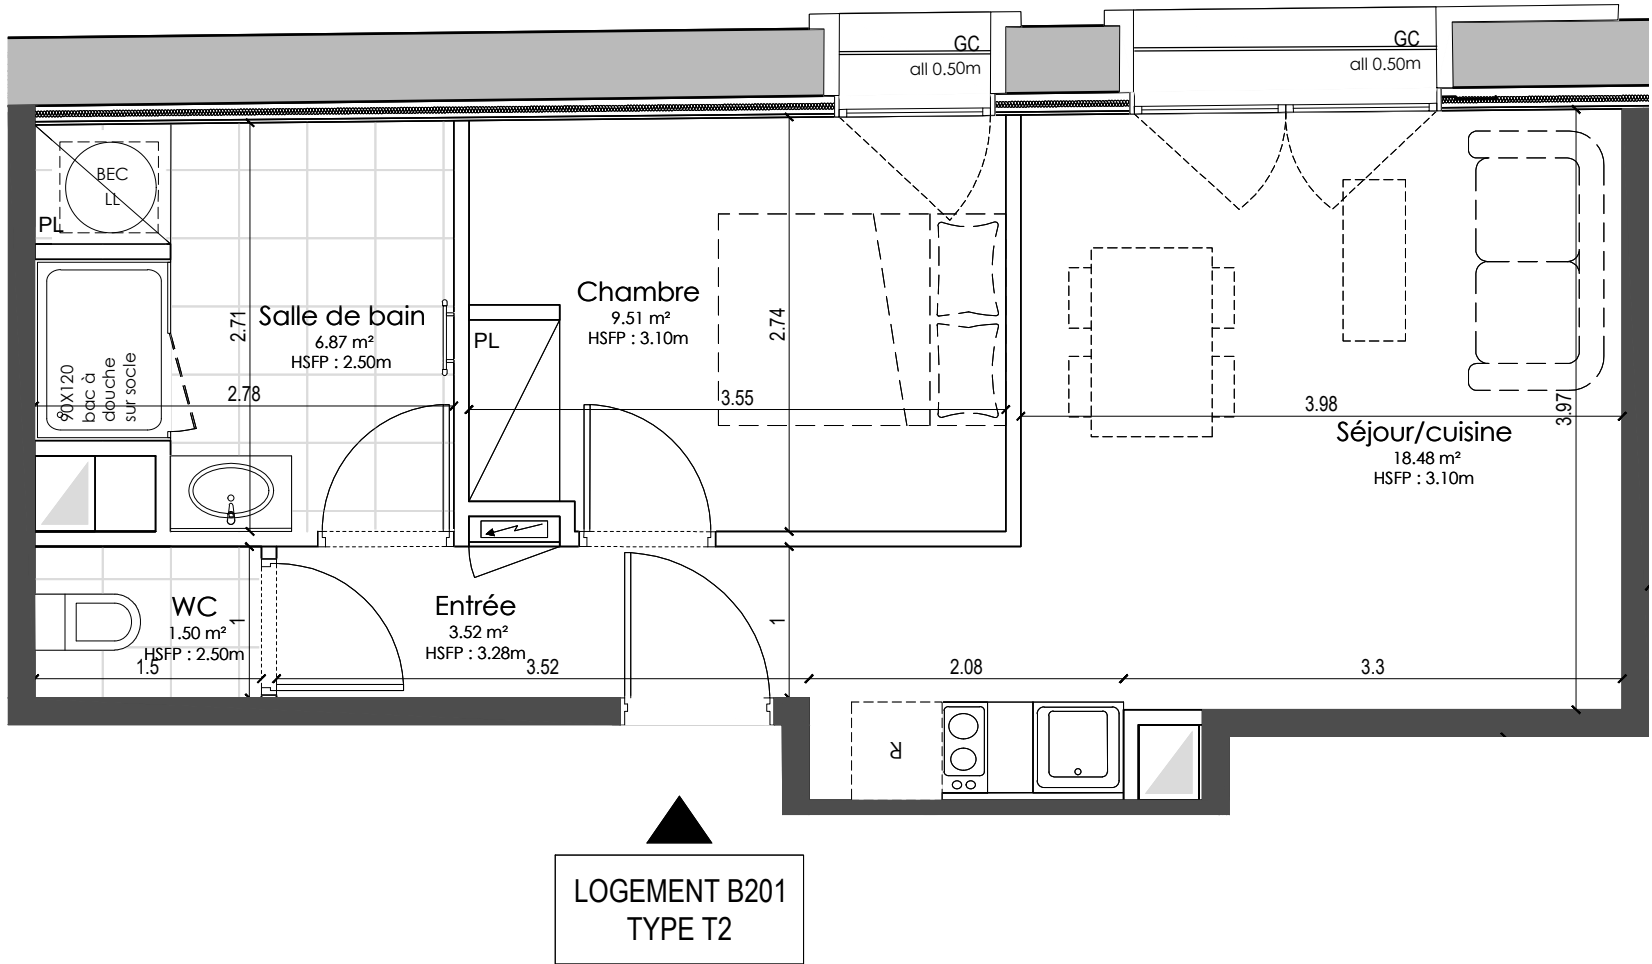 GC
all 0.50m
GC
all 0.50m
BEC
LL
PL
90X120
bac à
douche
sur socle
2.71
Salle de bain
6.87 m²
HSFP : 2.50m
2.78
PL
Chambre
9.51 m²
HSFP : 3.10m
2.74
3.55
3.98
3.97
Séjour/cuisine
18.48 m²
HSFP : 3.10m
WC
1.50 m²
HSFP : 2.50m
1.5
1
Entrée
3.52 m²
HSFP : 3.28m
3.52
1
2.08
3.3
R
LOGEMENT B201
TYPE T2